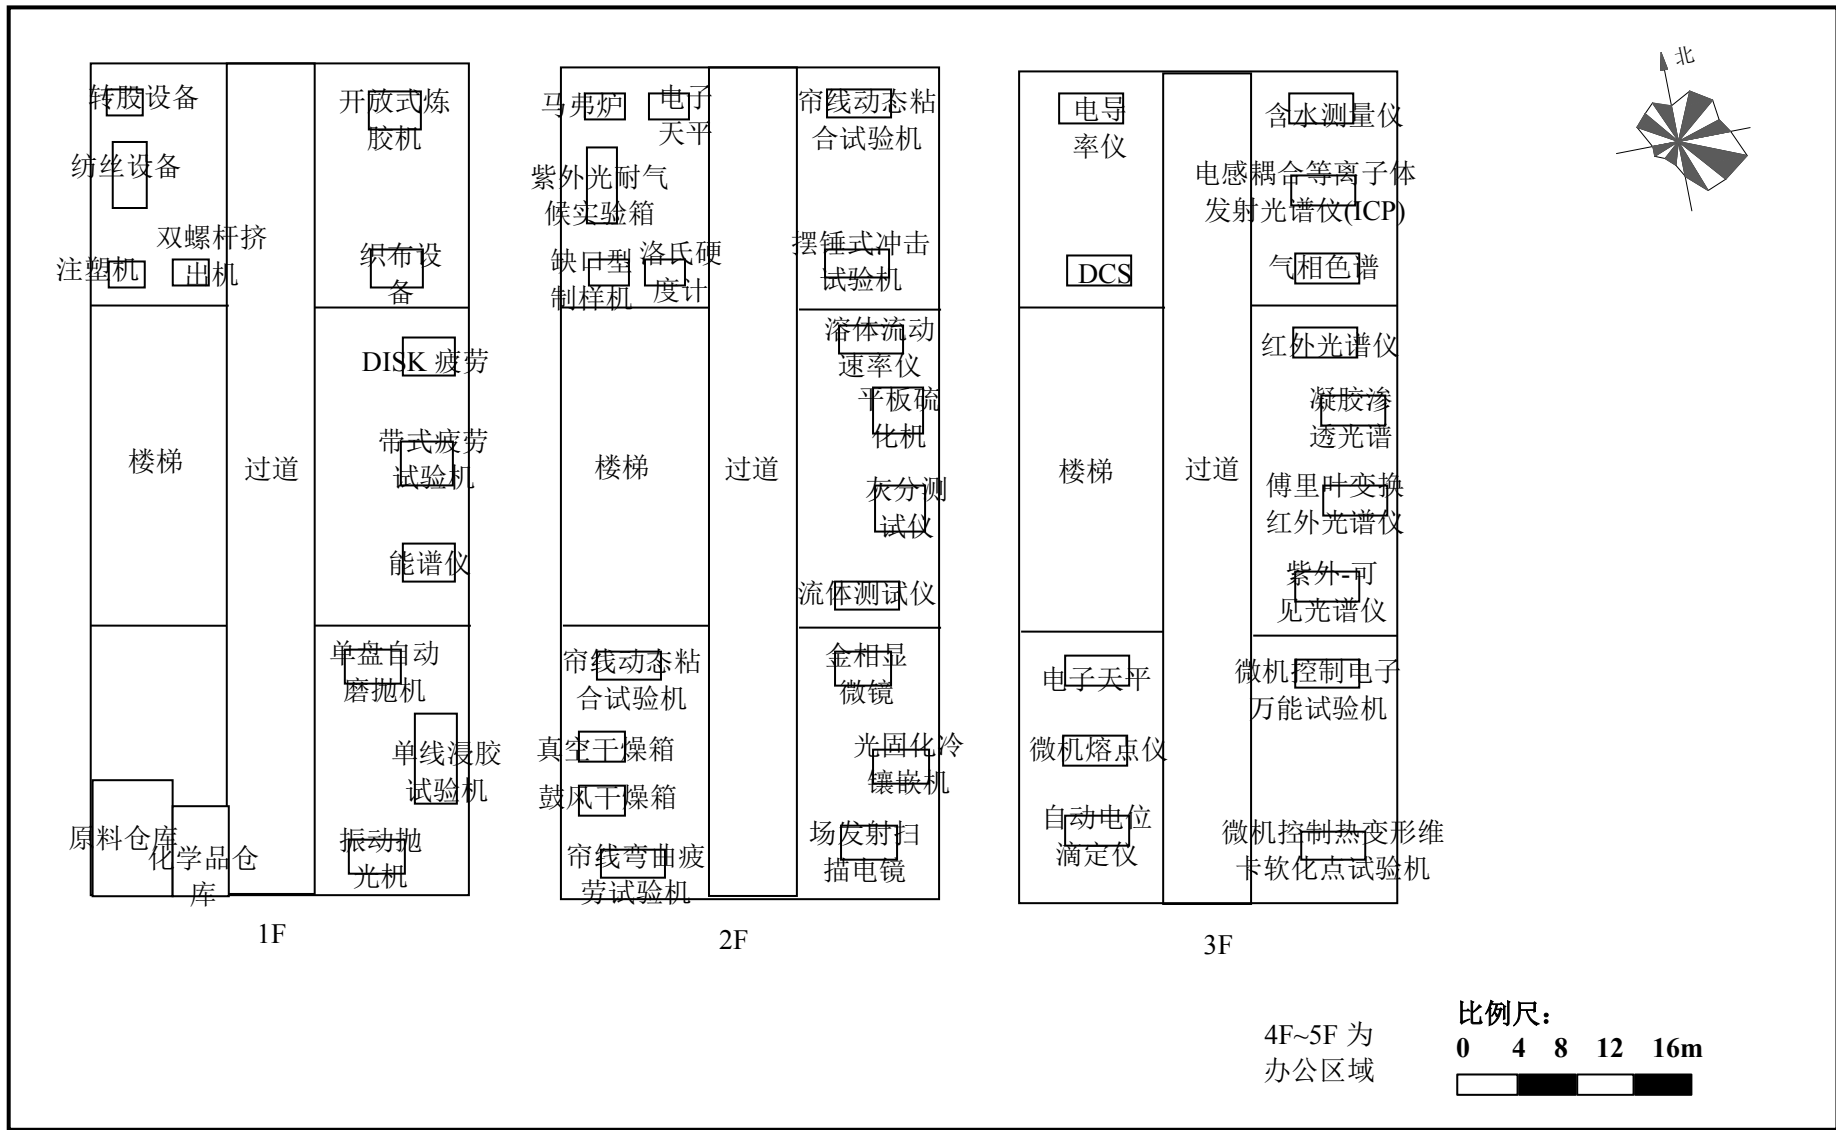 北
转股设备
纺丝设备
双螺杆挤
出机
注塑机
开放式炼
胶机
织布设
备
DISK 疲劳
带式疲劳
试验机
能谱仪
楼梯
过道
单盘自动
磨抛机
单线浸胶
试验机
振动抛
光机
原料仓库
化学品仓
库
1F
马弗炉
电子
天平
紫外光耐气
候实验箱
缺口型
制样机
洛氏硬
度计
帘线动态粘
合试验机
摆锤式冲击
试验机
溶体流动
速率仪
平板硫
化机
灰分测
试仪
流体测试仪
楼梯
过道
帘线动态粘
合试验机
真空干燥箱
鼓风干燥箱
帘线弯曲疲
劳试验机
金相显
微镜
光固化冷
镶嵌机
场发射扫
描电镜
2F
电导
率仪
DCS
含水测量仪
电感耦合等离子体
发射光谱仪(ICP)
气相色谱
红外光谱仪
凝胶渗
透光谱
傅里叶变换
红外光谱仪
紫外-可
见光谱仪
楼梯
过道
电子天平
微机熔点仪
自动电位
滴定仪
微机控制电子
万能试验机
微机控制热变形维
卡软化点试验机
3F
4F~5F 为
办公区域
比例尺：
0 4 8 12 16m